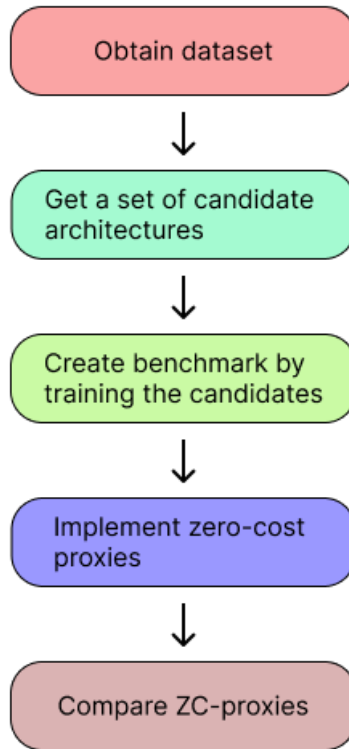 Obtain dataset
Get a set of candidate
architectures
Create benchmark by
training the candidates
Implement zero-cost
proxies
Compare ZC-proxies